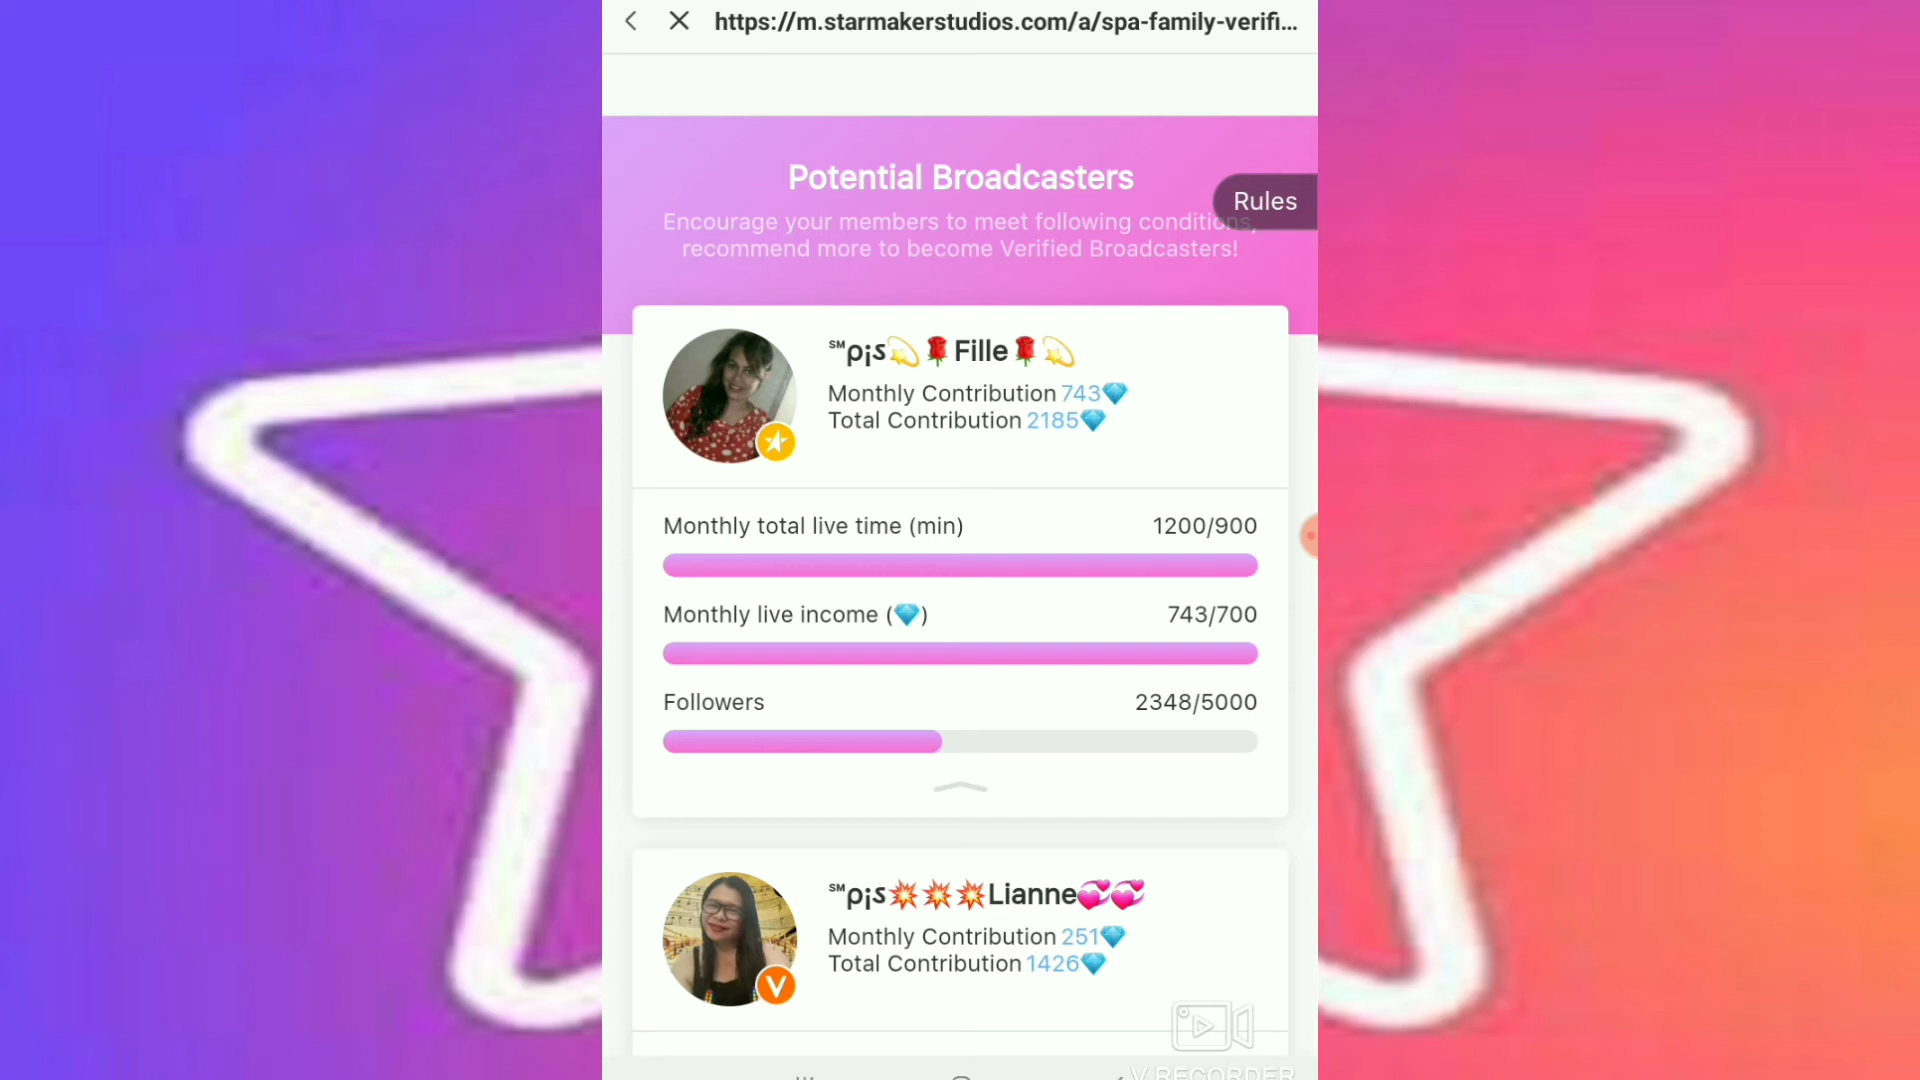 https://m.starmakerstudios.com/a/spa-family-verifi...
Potential Broadcasters
Rules
Encourage your members to meet following conditions,
recommend more to become Verified Broadcasters!
℠ρ¡ƨ💫🌹Fille🌹💫
Monthly Contribution 743💎
Total Contribution 2185💎
Monthly total live time (min) 1200/900
Monthly live income (💎) 743/700
Followers 2348/5000
℠ρ¡ƨ💥💥💥Lianne💞💞
V
Monthly Contribution 251💎
Total Contribution 1426💎
V RECORDER